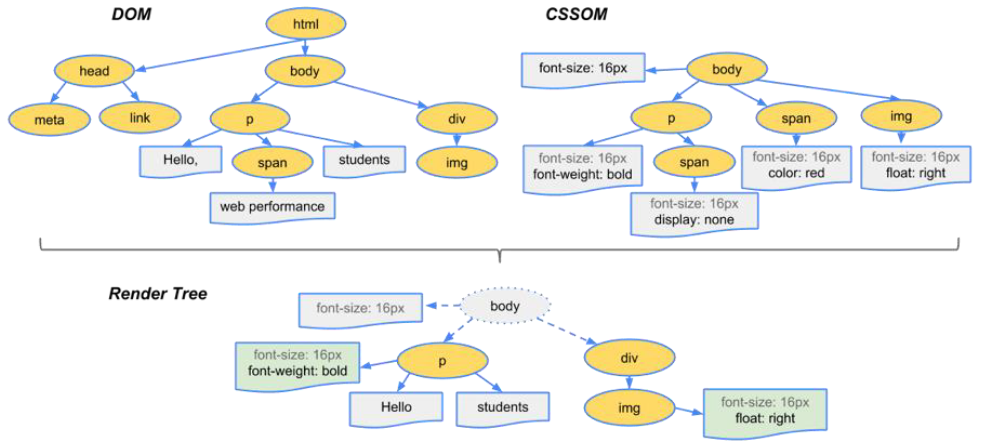 DOM
html
head
body
meta
link
p
div
Hello,
span
students
img
web performance
CSSOM
font-size: 16px
body
p
span
img
font-size: 16px
font-weight: bold
span
font-size: 16px
color: red
font-size: 16px
float: right
font-size: 16px
display: none
Render Tree
font-size: 16px
body
font-size: 16px
font-weight: bold
p
div
Hello
students
img
font-size: 16px
float: right